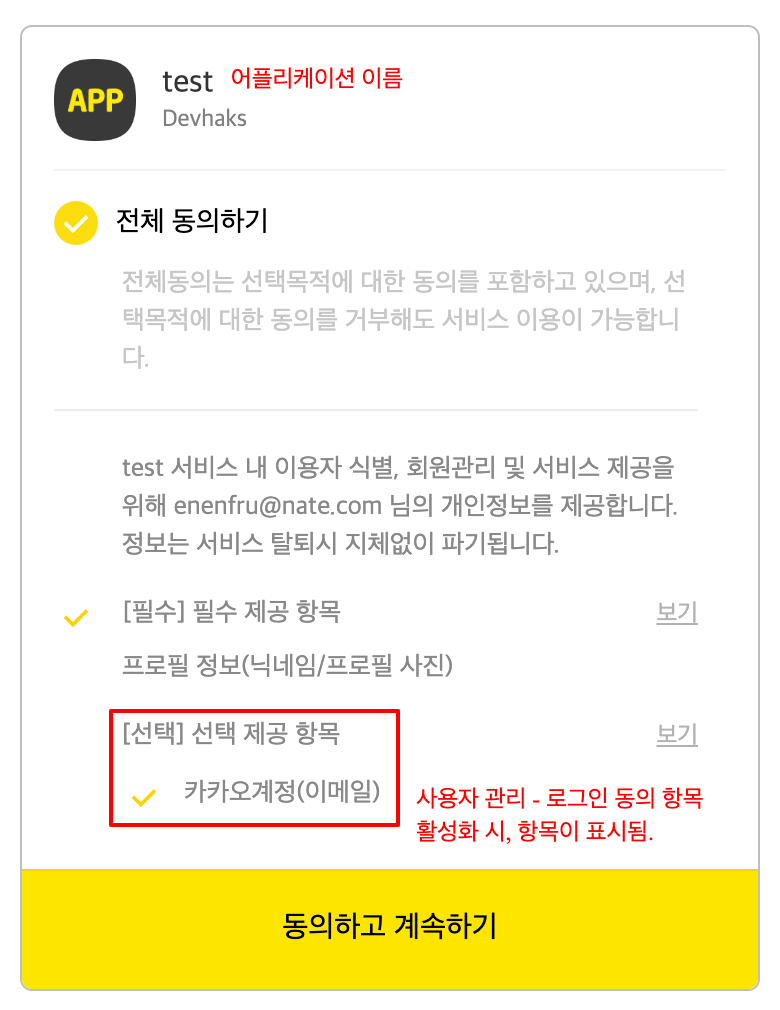 APP
test 어플리케이션 이름
Devhaks
전체 동의하기
전체동의는 선택목적에 대한 동의를 포함하고 있으며, 선
택목적에 대한 동의를 거부해도 서비스 이용이 가능합니
다.
test 서비스 내 이용자 식별, 회원관리 및 서비스 제공을
위해 enenfru@nate.com 님의 개인정보를 제공합니다.
정보는 서비스 탈퇴시 지체없이 파기됩니다.
[필수] 필수 제공 항목 보기
프로필 정보(닉네임/프로필 사진)
[선택] 선택 제공 항목 보기
카카오계정(이메일)
사용자 관리 - 로그인 동의 항목
활성화 시, 항목이 표시됨.
동의하고 계속하기